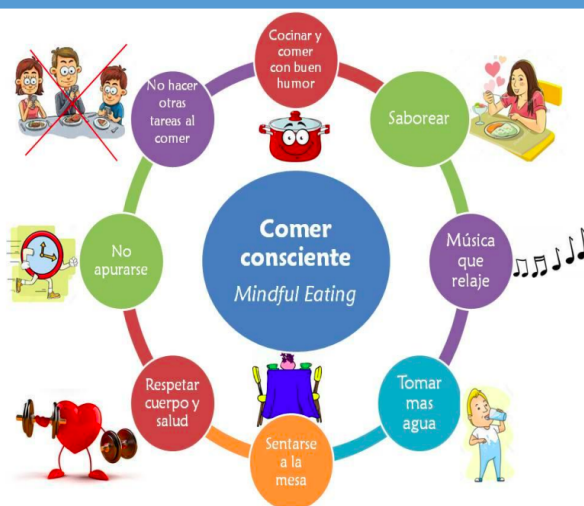 Cocinar y
comer
con buen
humor
Saborear
Música
que
relaje
Tomar
mas
agua
Sentarse
a la
mesa
Respetar
cuerpo y
salud
No
apurarse
No hacer
otras
tareas al
comer
Comer
consciente
Mindful Eating